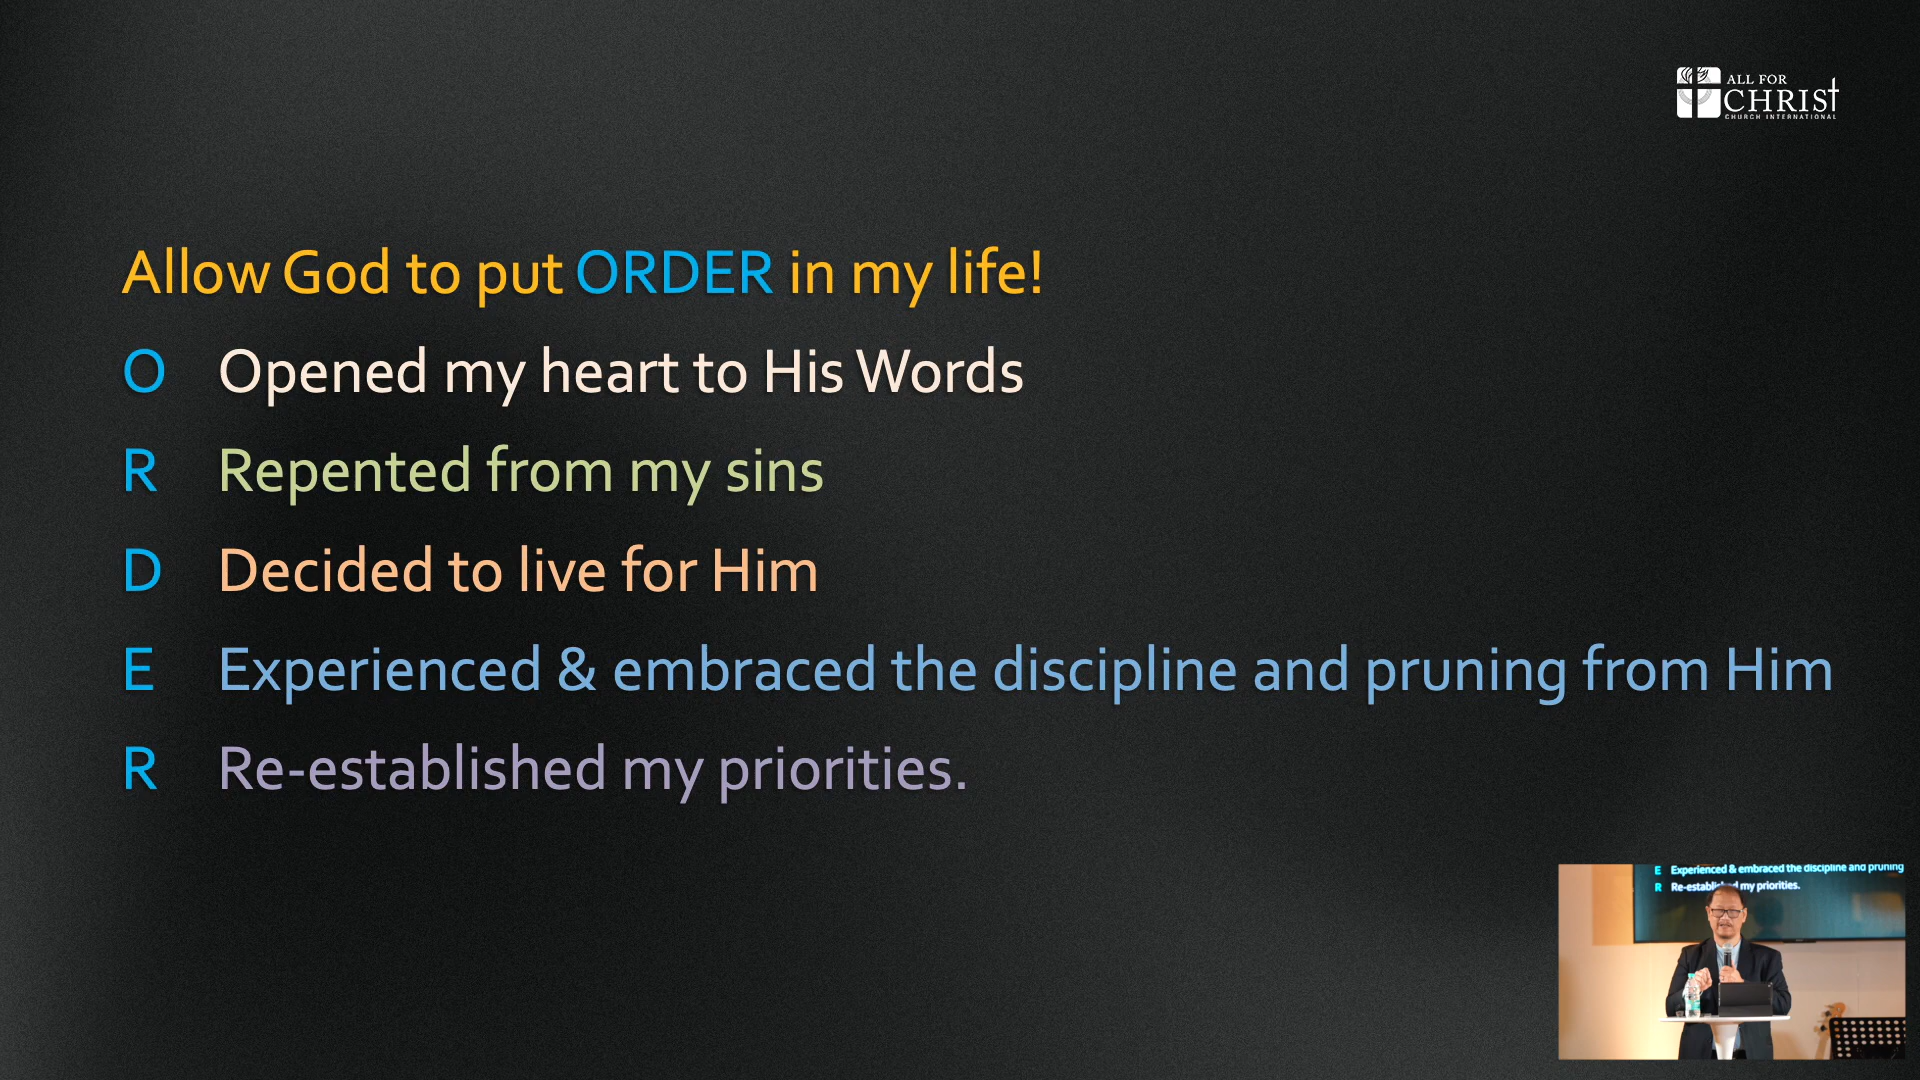 ALL FOR
CHRIST
CHURCH INTERNATIONAL
Allow God to put ORDER in my life!
O Opened my heart to His Words
R Repented from my sins
D Decided to live for Him
E Experienced & embraced the discipline and pruning from Him
R Re-established my priorities.
E Experienced & embraced the discipline and pruning
R Re-established my priorities.